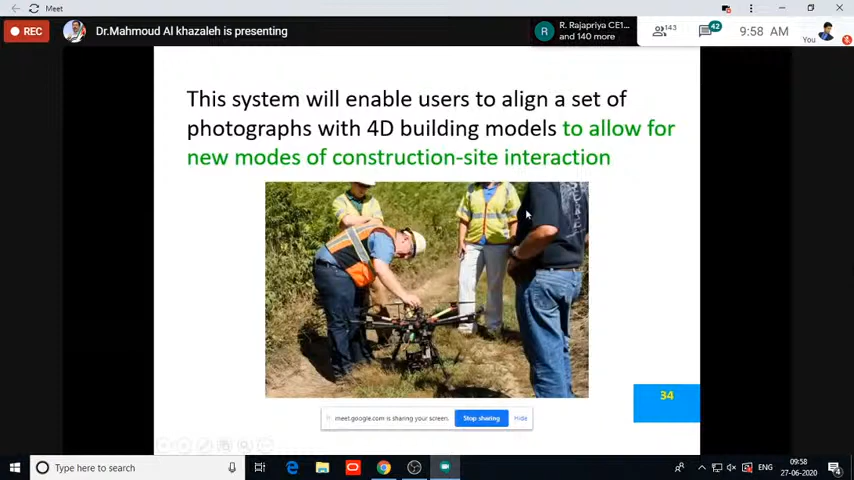 Meet
REC
Dr.Mahmoud Al khazaleh is presenting
R
R. Rajapriya CE1...
and 140 more
143
42
9:58 AM
You
This system will enable users to align a set of
photographs with 4D building models to allow for
new modes of construction-site interaction
34
meet.google.com is sharing your screen.
Stop sharing
Hide
Type here to search
ENG
09:58
27-06-2020
4